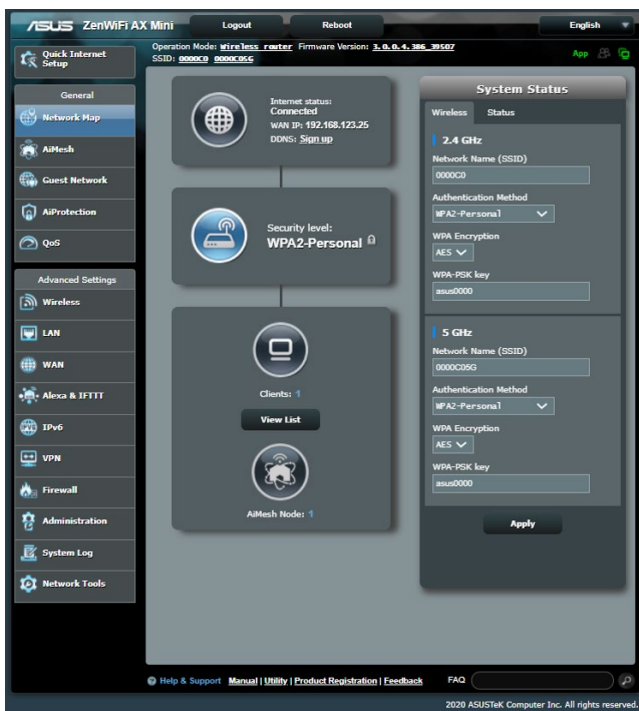 ASUS ZenWiFi AX Mini
Logout
Reboot
English
Quick Internet
Setup
Operation Mode: Wireless router Firmware Version: 3.0.0.4.386_39507
SSID: 0000C0 0000C05G
App
General
Network Map
AiMesh
Guest Network
AiProtection
QoS
Advanced Settings
Wireless
LAN
WAN
Alexa & IFTTT
IPv6
VPN
Firewall
Administration
System Log
Network Tools
Internet status:
Connected
WAN IP: 192.168.123.25
DDNS: Sign up
Security level:
WPA2-Personal
Clients: 1
View List
AiMesh Node: 1
System Status
Wireless
Status
2.4 GHz
Network Name (SSID)
0000C0
Authentication Method
WPA2-Personal
WPA Encryption
AES
WPA-PSK key
asus0000
5 GHz
Network Name (SSID)
0000C05G
Authentication Method
WPA2-Personal
WPA Encryption
AES
WPA-PSK key
asus0000
Apply
Help & Support Manual | Utility | Product Registration | Feedback
FAQ
2020 ASUSTeK Computer Inc. All rights reserved.